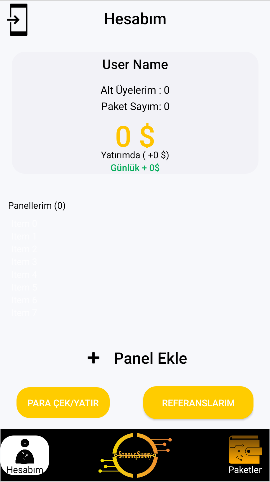 Hesabım
User Name
Alt Üyelerim : 0
Paket Sayım: 0
0 $
Yatırımda ( +0 $)
Günlük + 0$
Panellerim (0)
+ Panel Ekle
PARA ÇEK/YATIR
REFERANSLARIM
Hesabım
Paketler